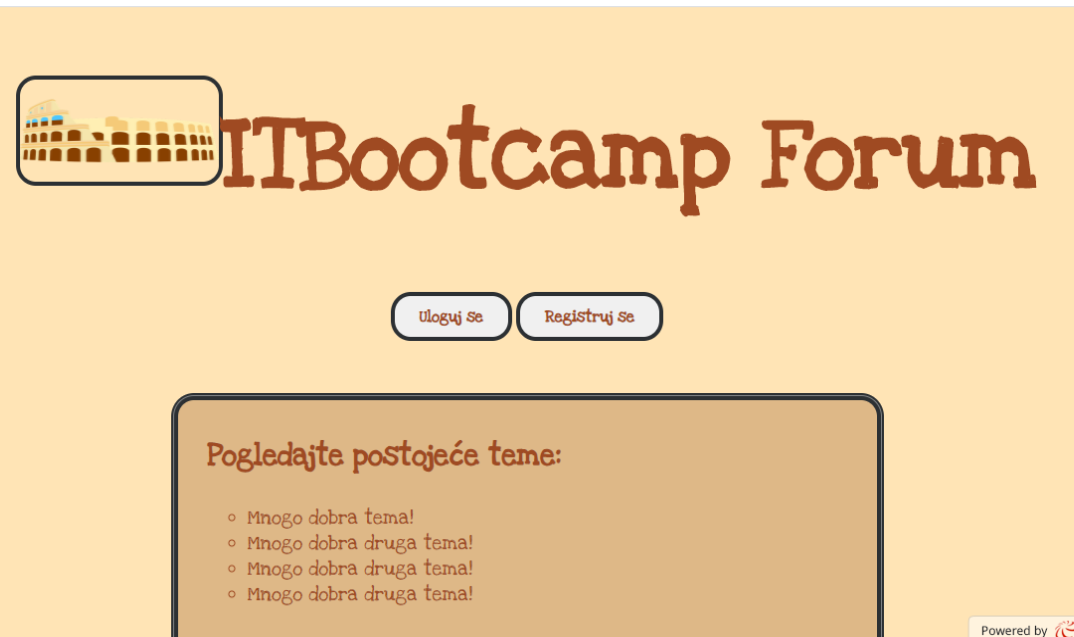 ITBootcamp Forum
Uloguj se
Registruj se
Pogledajte postojeće teme:
Mnogo dobra tema!
Mnogo dobra druga tema!
Mnogo dobra druga tema!
Mnogo dobra druga tema!
Powered by